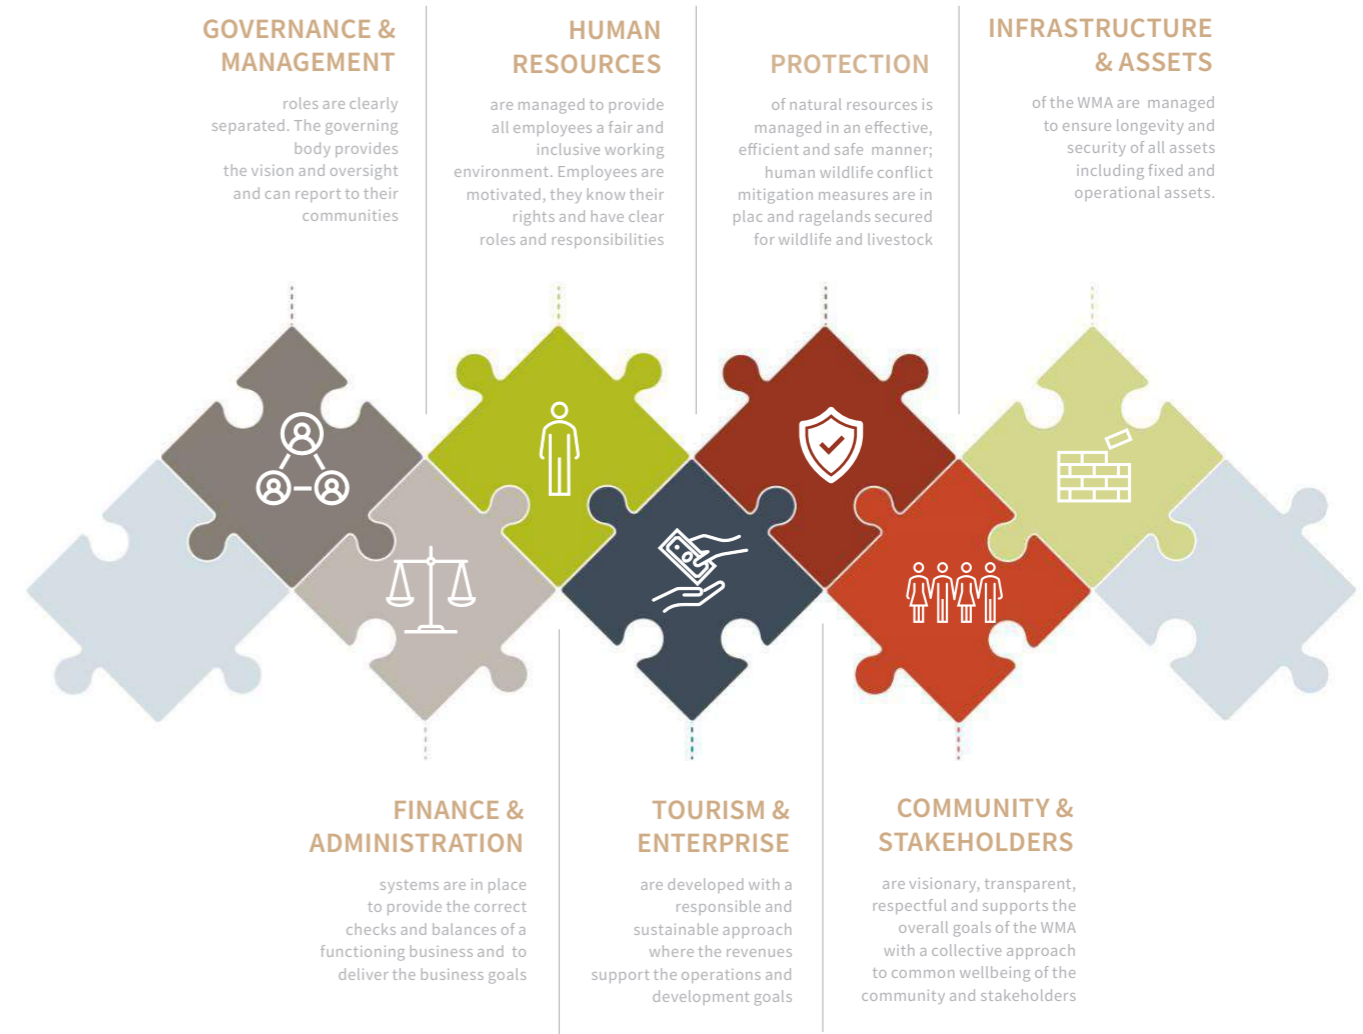 GOVERNANCE &
MANAGEMENT
roles are clearly
separated. The governing
body provides
the vision and oversight
and can report to their
communities
HUMAN
RESOURCES
are managed to provide
all employees a fair and
inclusive working
environment. Employees are
motivated, they know their
rights and have clear
roles and responsibilities
PROTECTION
of natural resources is
managed in an effective,
efficient and safe manner;
human wildlife conflict
mitigation measures are in
plac and ragelands secured
for wildlife and livestock
INFRASTRUCTURE
& ASSETS
of the WMA are managed
to ensure longevity and
security of all assets
including fixed and
operational assets.
FINANCE &
ADMINISTRATION
systems are in place
to provide the correct
checks and balances of a
functioning business and to
deliver the business goals
TOURISM &
ENTERPRISE
are developed with a
responsible and
sustainable approach
where the revenues
support the operations and
development goals
COMMUNITY &
STAKEHOLDERS
are visionary, transparent,
respectful and supports the
overall goals of the WMA
with a collective approach
to common wellbeing of the
community and stakeholders